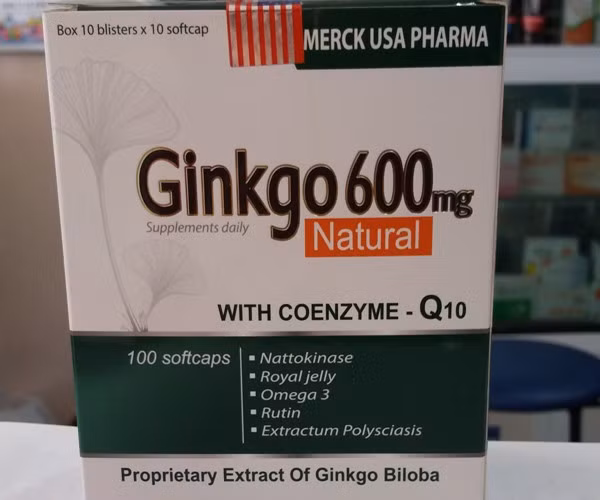 Box 10 blisters x 10 softcap
MERCK USA PHARMA
Ginkgo 600mg
Supplements daily
Natural
WITH COENZYME - Q10
100 softcaps
▪ Nattokinase
▪ Royal jelly
▪ Omega 3
▪ Rutin
▪ Extractum Polysciasis
Proprietary Extract Of Ginkgo Biloba